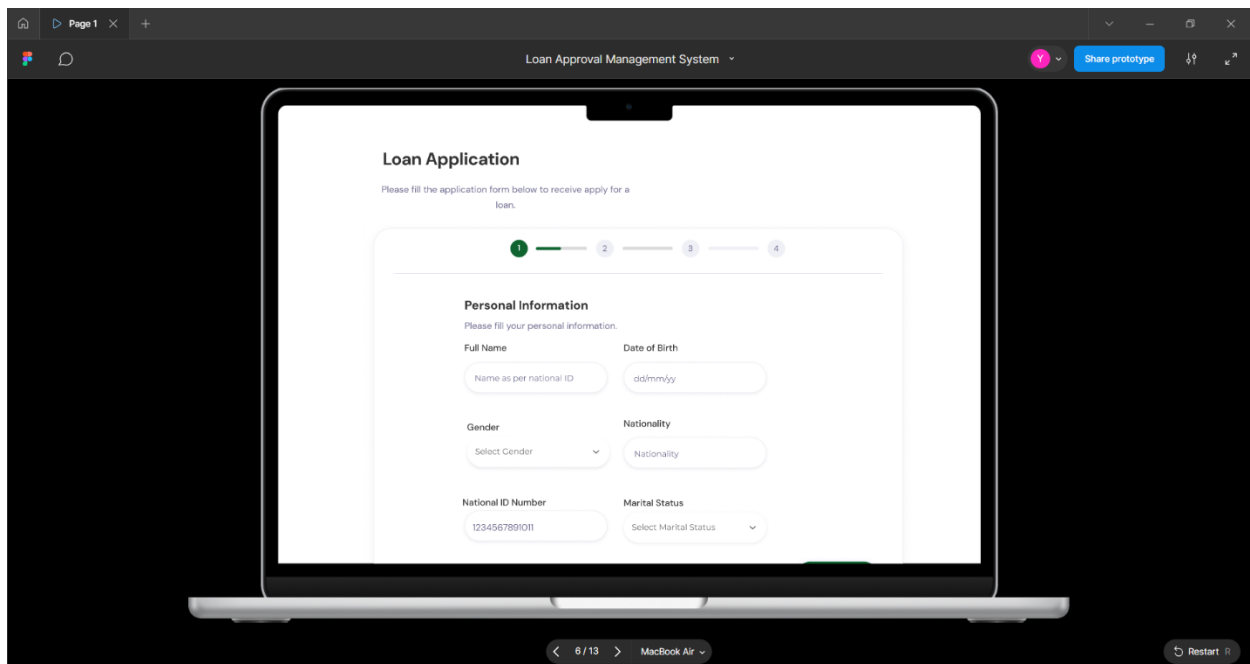 Page 1
Loan Approval Management System
Y
Share prototype
Loan Application
Please fill the application form below to receive apply for a
loan.
1 2 3 4
Personal Information
Please fill your personal information.
Full Name Date of Birth
Name as per national ID dd/mm/yy
Gender Nationality
Select Gender Nationality
National ID Number Marital Status
1234567891011 Select Marital Status
6 / 13 MacBook Air Restart R